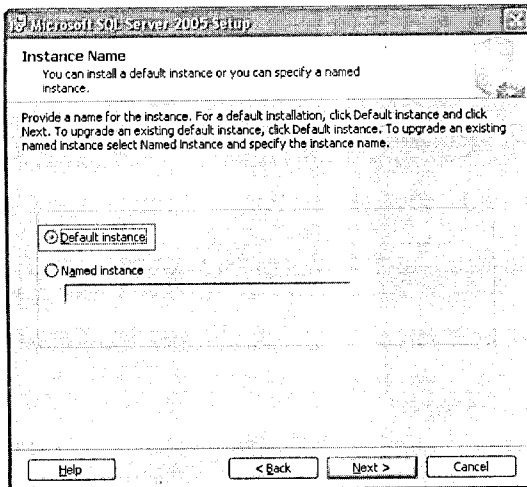 Microsoft SQL Server 2005 Setup
Instance Name
You can install a default instance or you can specify a named
instance.
Provide a name for the instance. For a default installation, click Default instance and click
Next. To upgrade an existing default instance, click Default instance. To upgrade an existing
named instance select Named instance and specify the instance name.
Default instance
Named instance
Help
< Back
Next >
Cancel